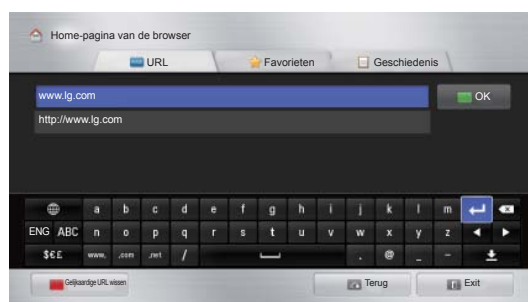 Home-pagina van de browser
URL Favorieten Geschiedenis
www.lg.com OK
http://www.lg.com
a b c d e f g h i j k l m
ENG ABC n o p q r s t u v w x y z
$€£ www. .com .net / . @ _ -
Gelijkaardige URL wissen Terug Exit